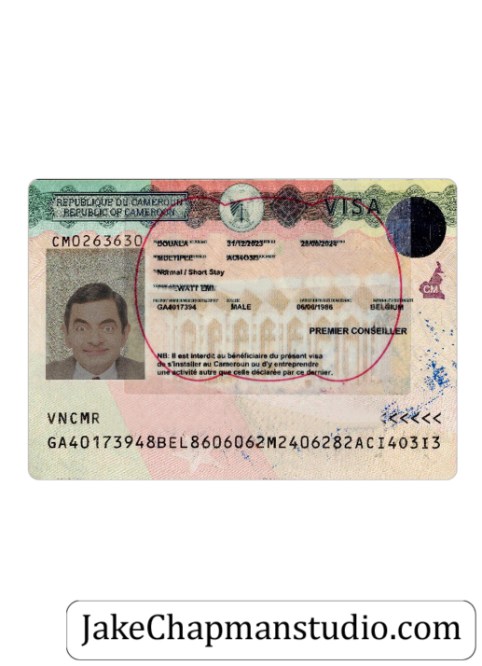 REPUBLIQUE DU CAMEROUN
REPUBLIC OF CAMEROON
VISA
CM0263630
DOUALA 31/12/2023 28/06/2024
MULTIPLE
Normal / Short Stay
WATT EMI
GA4017394 MALE 06/06/1986 BELGIUM
PREMIER CONSEILLER
CM
NB: Il est interdit au bénéficiaire du présent visa
de s'installer au Cameroun ou d'y entreprendre
une activité autre que celle déclarée par ce dernier.
VNCMR <<<<<
GA40173948BEL8606062M2406282ACI403I3
JakeChapmanstudio.com